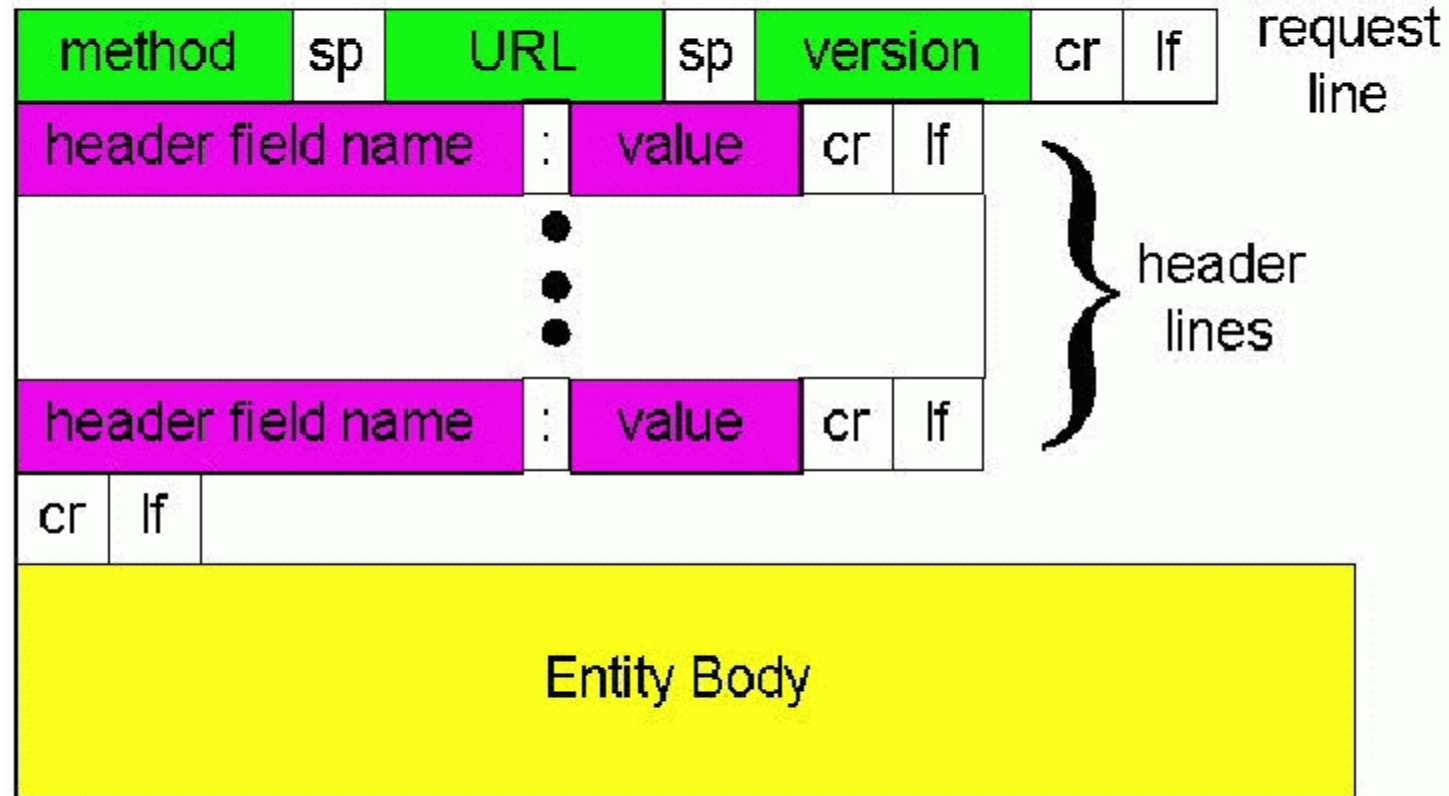 method sp URL sp version cr lf request
line
header field name : value cr lf
header
lines
header field name : value cr lf
cr lf
Entity Body